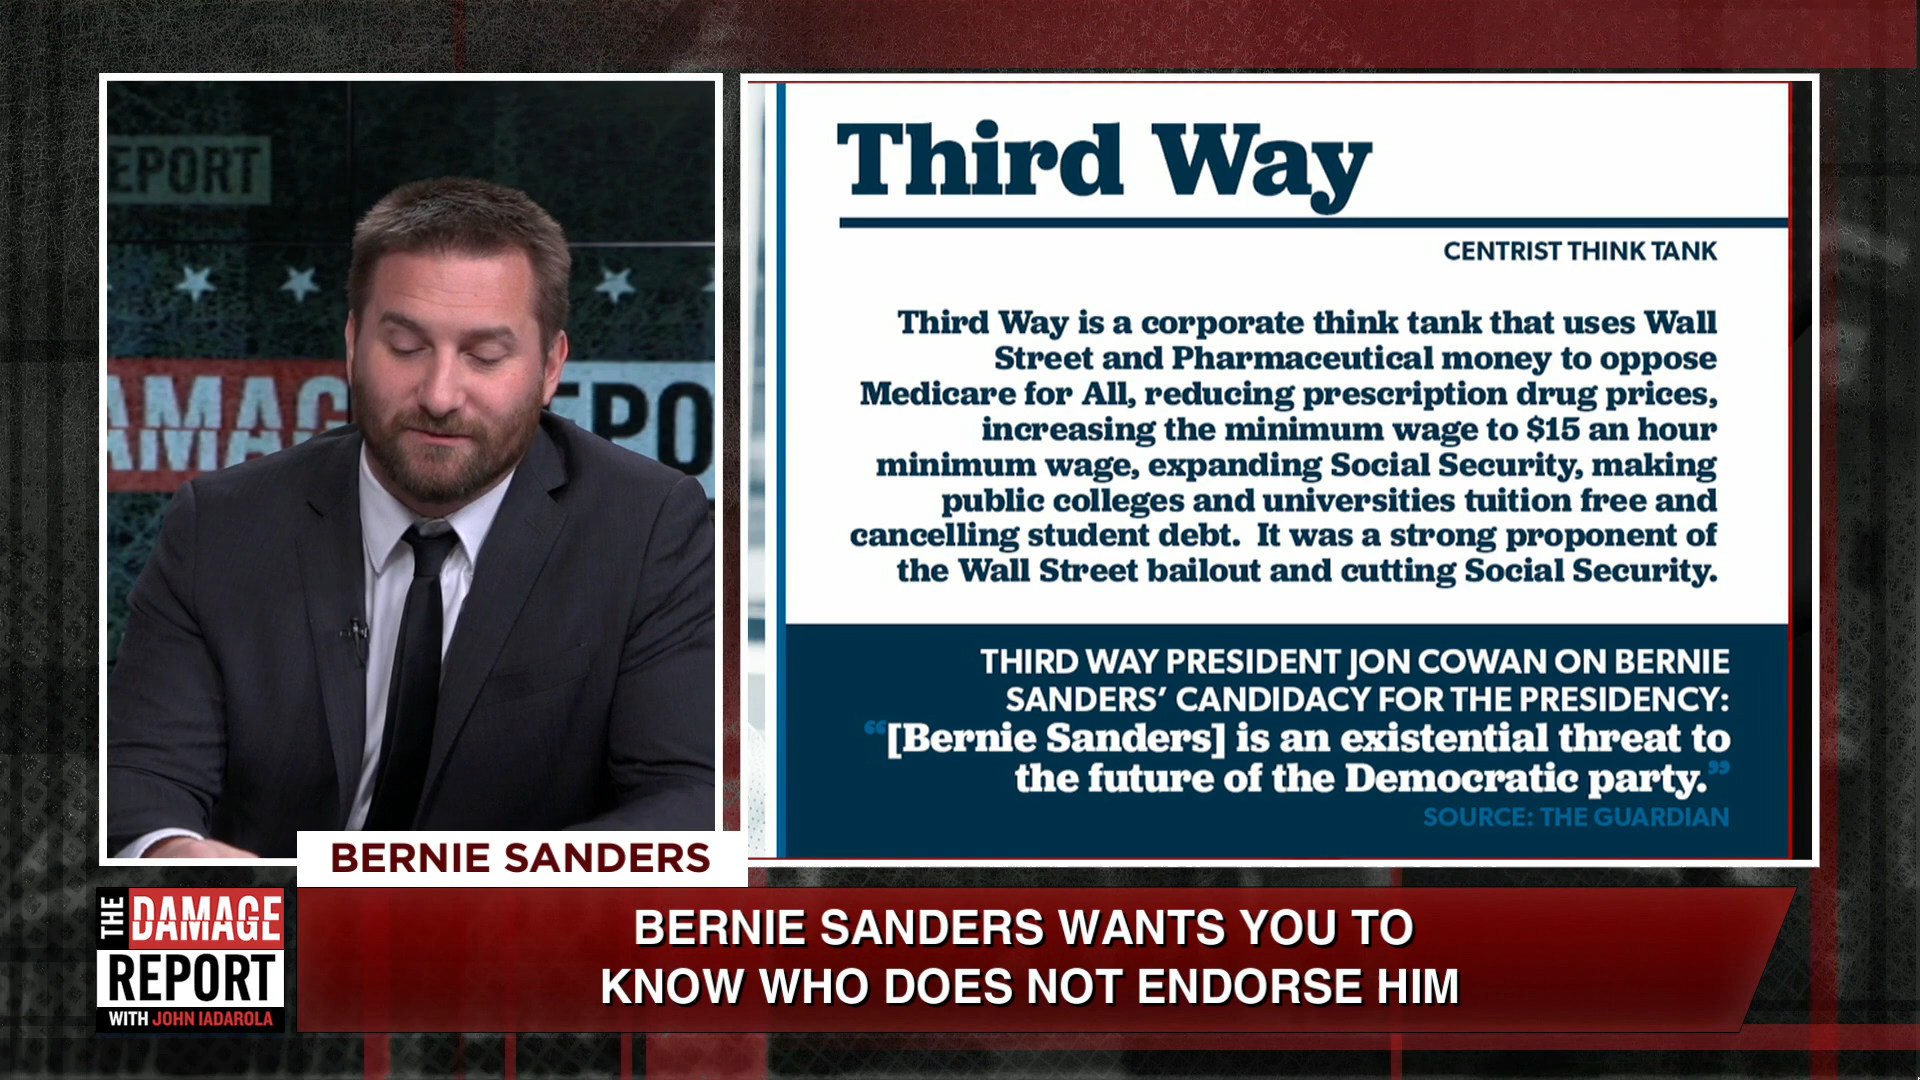 EPORT
AMAG
EPO
Third Way
CENTRIST THINK TANK
Third Way is a corporate think tank that uses Wall
Street and Pharmaceutical money to oppose
Medicare for All, reducing prescription drug prices,
increasing the minimum wage to $15 an hour
minimum wage, expanding Social Security, making
public colleges and universities tuition free and
cancelling student debt. It was a strong proponent of
the Wall Street bailout and cutting Social Security.
THIRD WAY PRESIDENT JON COWAN ON BERNIE
SANDERS’ CANDIDACY FOR THE PRESIDENCY:
“[Bernie Sanders] is an existential threat to
the future of the Democratic party.”
SOURCE: THE GUARDIAN
BERNIE SANDERS
THE DAMAGE
REPORT
WITH JOHN IADAROLA
BERNIE SANDERS WANTS YOU TO
KNOW WHO DOES NOT ENDORSE HIM